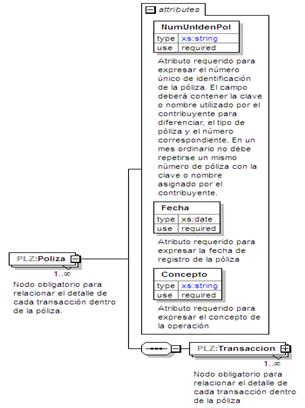 attributes
NumUnIdenPol
type xs:string
use required
Atributo requerido para
expresar el número
único de identificación
de la póliza. El campo
deberá contener la clave
o nombre utilizado por el
contribuyente para
diferenciar, el tipo de
póliza y el número
correspondiente. En un
mes ordinario no debe
repetirse un mismo
número de póliza con la
clave o nombre
asignado por el
contribuyente.
Fecha
type xs:date
use required
Atributo requerido para
expresar la fecha de
registro de la póliza
Concepto
type xs:string
use required
Atributo requerido para
expresar el concepto de
la operación
PLZ:Poliza
1..∞
Nodo obligatorio para
relacionar el detalle de
cada transacción dentro
de la póliza.
PLZ:Transaccion
1..∞
Nodo obligatorio para
relacionar el detalle de
cada transacción dentro
de la póliza